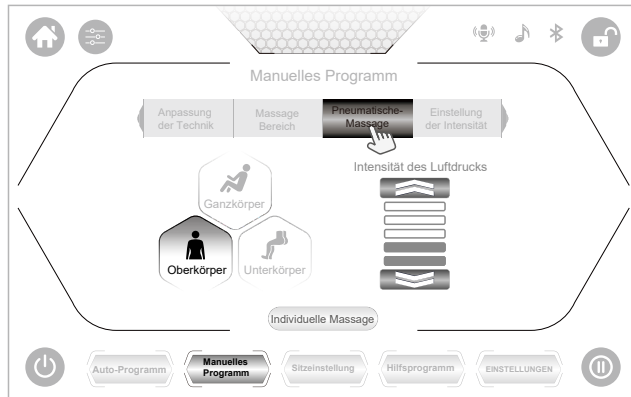 Manuelles Programm
Anpassung
der Technik
Massage
Bereich
Pneumatische-
Massage
Einstellung
der Intensität
Intensität des Luftdrucks
Ganzkörper
Oberkörper
Unterkörper
Individuelle Massage
Auto-Programm
Manuelles
Programm
Sitzeinstellung
Hilfsprogramm
EINSTELLUNGEN